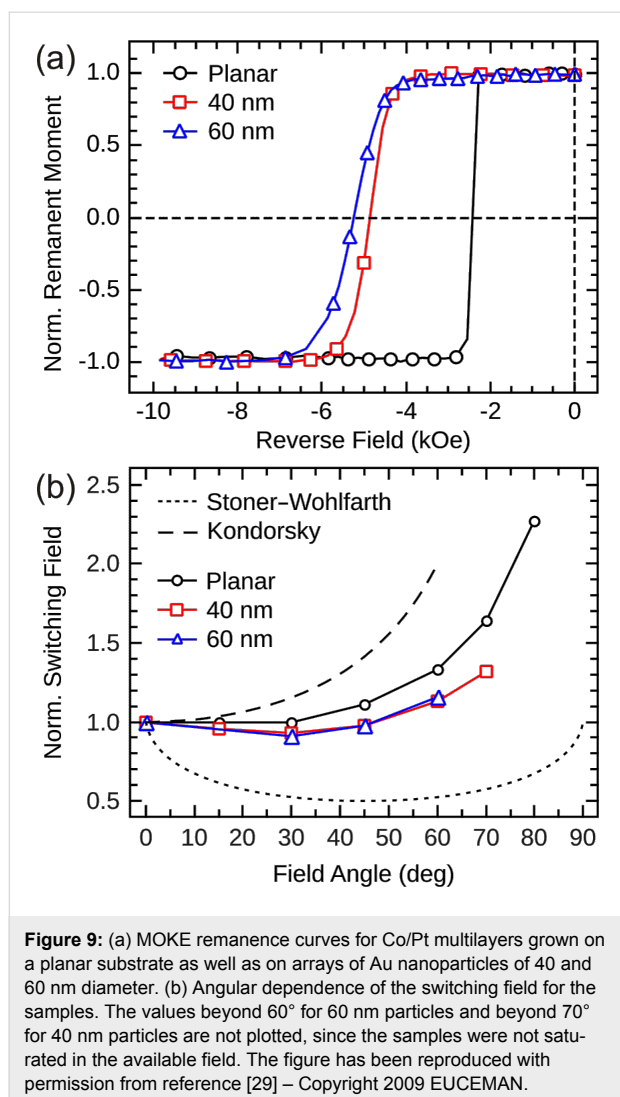 (a)
Norm. Remanent Moment
1.0
0.5
0.0
-0.5
-1.0
Planar
40 nm
60 nm
-10 -8 -6 -4 -2 0
Reverse Field (kOe)
(b)
Norm. Switching Field
2.5
2.0
1.5
1.0
0.5
Stoner–Wohlfarth
Kondorsky
Planar
40 nm
60 nm
0 10 20 30 40 50 60 70 80 90
Field Angle (deg)
Figure 9: (a) MOKE remanence curves for Co/Pt multilayers grown on
a planar substrate as well as on arrays of Au nanoparticles of 40 and
60 nm diameter. (b) Angular dependence of the switching field for the
samples. The values beyond 60° for 60 nm particles and beyond 70°
for 40 nm particles are not plotted, since the samples were not satu-
rated in the available field. The figure has been reproduced with
permission from reference [29] – Copyright 2009 EUCEMAN.